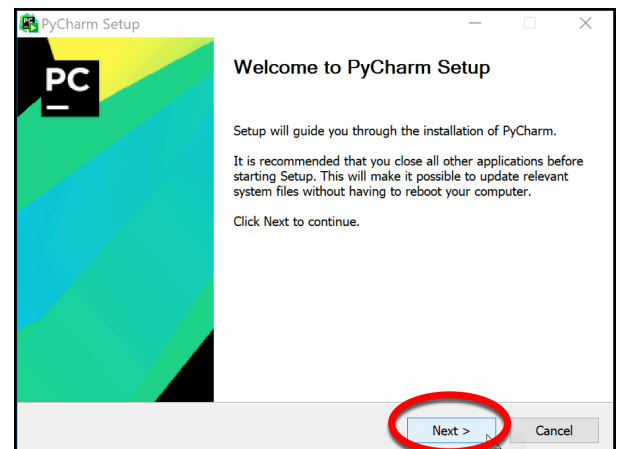 PyCharm Setup
PC
Welcome to PyCharm Setup
Setup will guide you through the installation of PyCharm.
It is recommended that you close all other applications before
starting Setup. This will make it possible to update relevant
system files without having to reboot your computer.
Click Next to continue.
Next >
Cancel